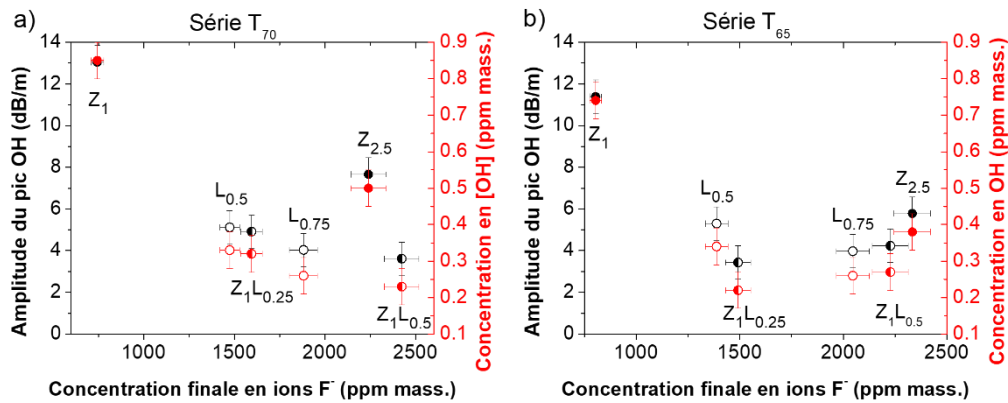 a)
Série T70
14
12
10
8
6
4
2
0
Amplitude du pic OH (dB/m)
Z1
L0.5
Z1L0.25
L0.75
Z2.5
Z1L0.5
0.9
0.8
0.7
0.6
0.5
0.4
0.3
0.2
0.1
Concentration en [OH] (ppm mass.)
1000 1500 2000 2500
Concentration finale en ions F- (ppm mass.)
b)
Série T65
14
12
10
8
6
4
2
0
Amplitude du pic OH (dB/m)
Z1
L0.5
Z1L0.25
L0.75
Z2.5
Z1L0.5
0.9
0.8
0.7
0.6
0.5
0.4
0.3
0.2
0.1
Concentration en OH (ppm mass.)
1000 1500 2000 2500
Concentration finale en ions F- (ppm mass.)